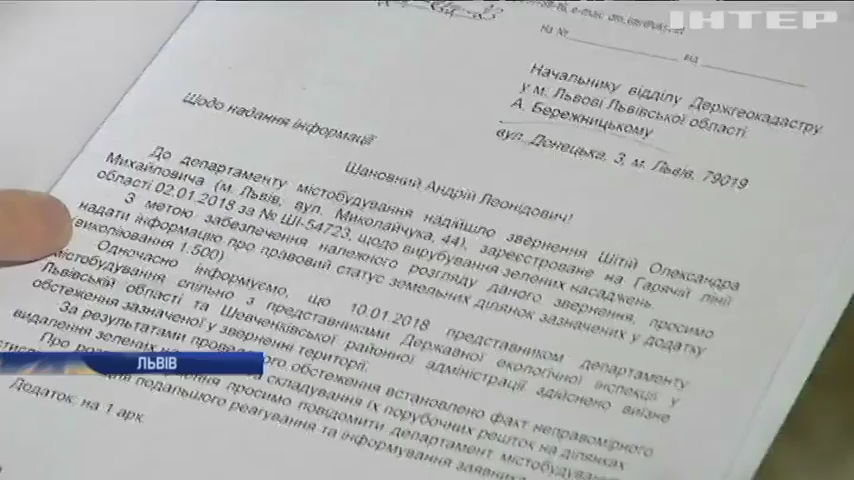 ІНТЕР
На №
від
Начальнику відділу Держгеокадастру
у м. Львові Львівської області
А. Бережницькому
вул. Донецька, 3, м. Львів, 79019
Щодо надання інформації
Шановний Андрій Леонідович!
До департаменту містобудування надійшло звернення Шітій Олександра
Михайловича (м. Львів, вул. Миколайчука, 44), зареєстроване на Гарячій лінії
області 02.01.2018 за № ШІ-54723, щодо вирубування зелених насаджень.
З метою забезпечення належного розгляду даного звернення, просимо
надати інформацію про правовий статус земельних ділянок зазначених у додатку
(викопіювання 1:500)
Одночасно інформуємо, що 10.01.2018 представником департаменту
містобудування спільно з представниками Державної екологічної інспекції у
Львівській області та Шевченківської районної адміністрації здійснено виїзне
обстеження зазначеної у зверненні території.
За результатами обстеження встановлено факт неправомірного
видалення зелених та складування їх порубочних решток на ділянках
Про просимо повідомити департамент
подальшого реагування та інформування заявника
Додаток: на 1 арк.
ЛЬВІВ